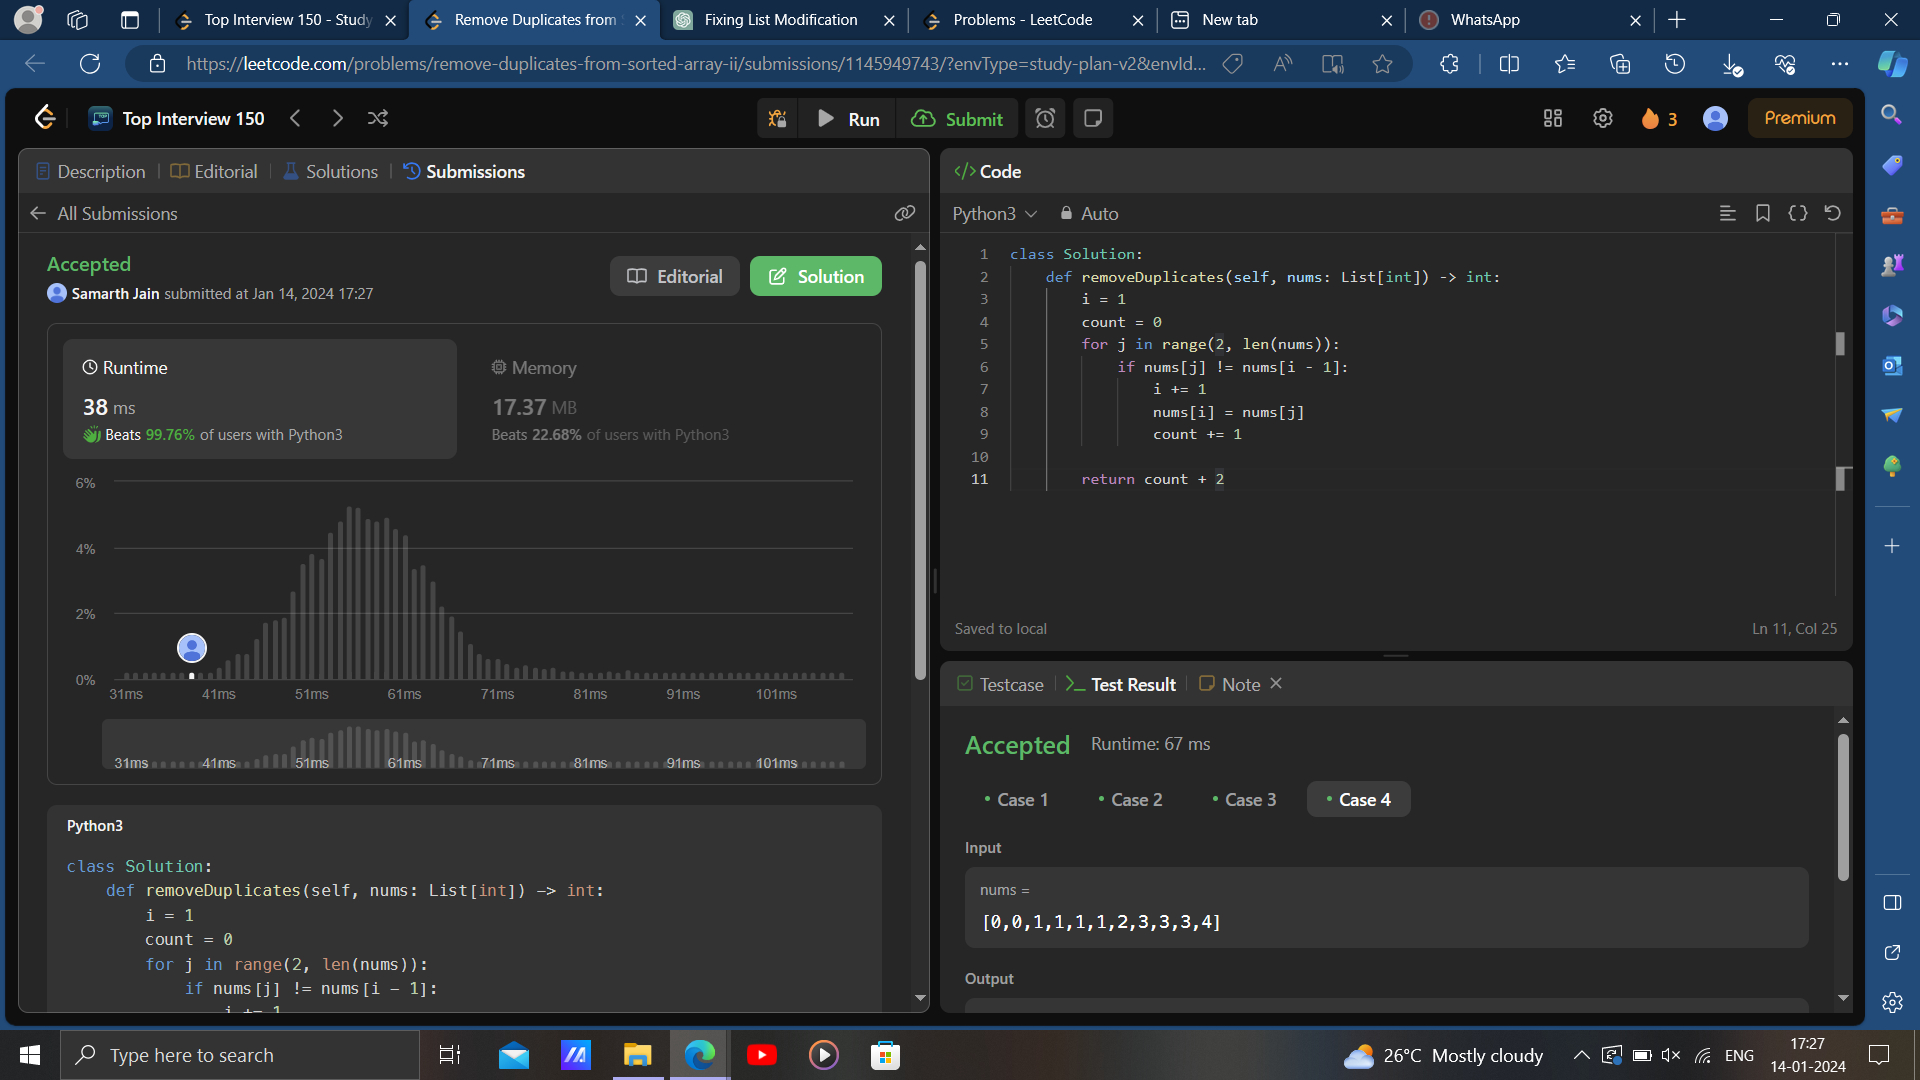 Top Interview 150 - Study
Remove Duplicates from S
Fixing List Modification
Problems - LeetCode
New tab
WhatsApp
https://leetcode.com/problems/remove-duplicates-from-sorted-array-ii/submissions/1145949743/?envType=study-plan-v2&envId...
Top Interview 150
Run
Submit
3
Premium
Description
Editorial
Solutions
Submissions
All Submissions
Accepted
Samarth Jain submitted at Jan 14, 2024 17:27
Editorial
Solution
Runtime
38 ms
Beats 99.76% of users with Python3
Memory
17.37 MB
Beats 22.68% of users with Python3
6%
4%
2%
0%
31ms 41ms 51ms 61ms 71ms 81ms 91ms 101ms
31ms 41ms 51ms 61ms 71ms 81ms 91ms 101ms
Python3
class Solution:
def removeDuplicates(self, nums: List[int]) -> int:
i = 1
count = 0
for j in range(2, len(nums)):
if nums[j] != nums[i - 1]:
i += 1
</> Code
Python3
Auto
1 class Solution:
2 def removeDuplicates(self, nums: List[int]) -> int:
3 i = 1
4 count = 0
5 for j in range(2, len(nums)):
6 if nums[j] != nums[i - 1]:
7 i += 1
8 nums[i] = nums[j]
9 count += 1
10
11 return count + 2
Saved to local
Ln 11, Col 25
Testcase
Test Result
Note
Accepted Runtime: 67 ms
Case 1
Case 2
Case 3
Case 4
Input
nums =
[0,0,1,1,1,1,2,3,3,3,4]
Output
Type here to search
26°C Mostly cloudy
ENG
17:27
14-01-2024